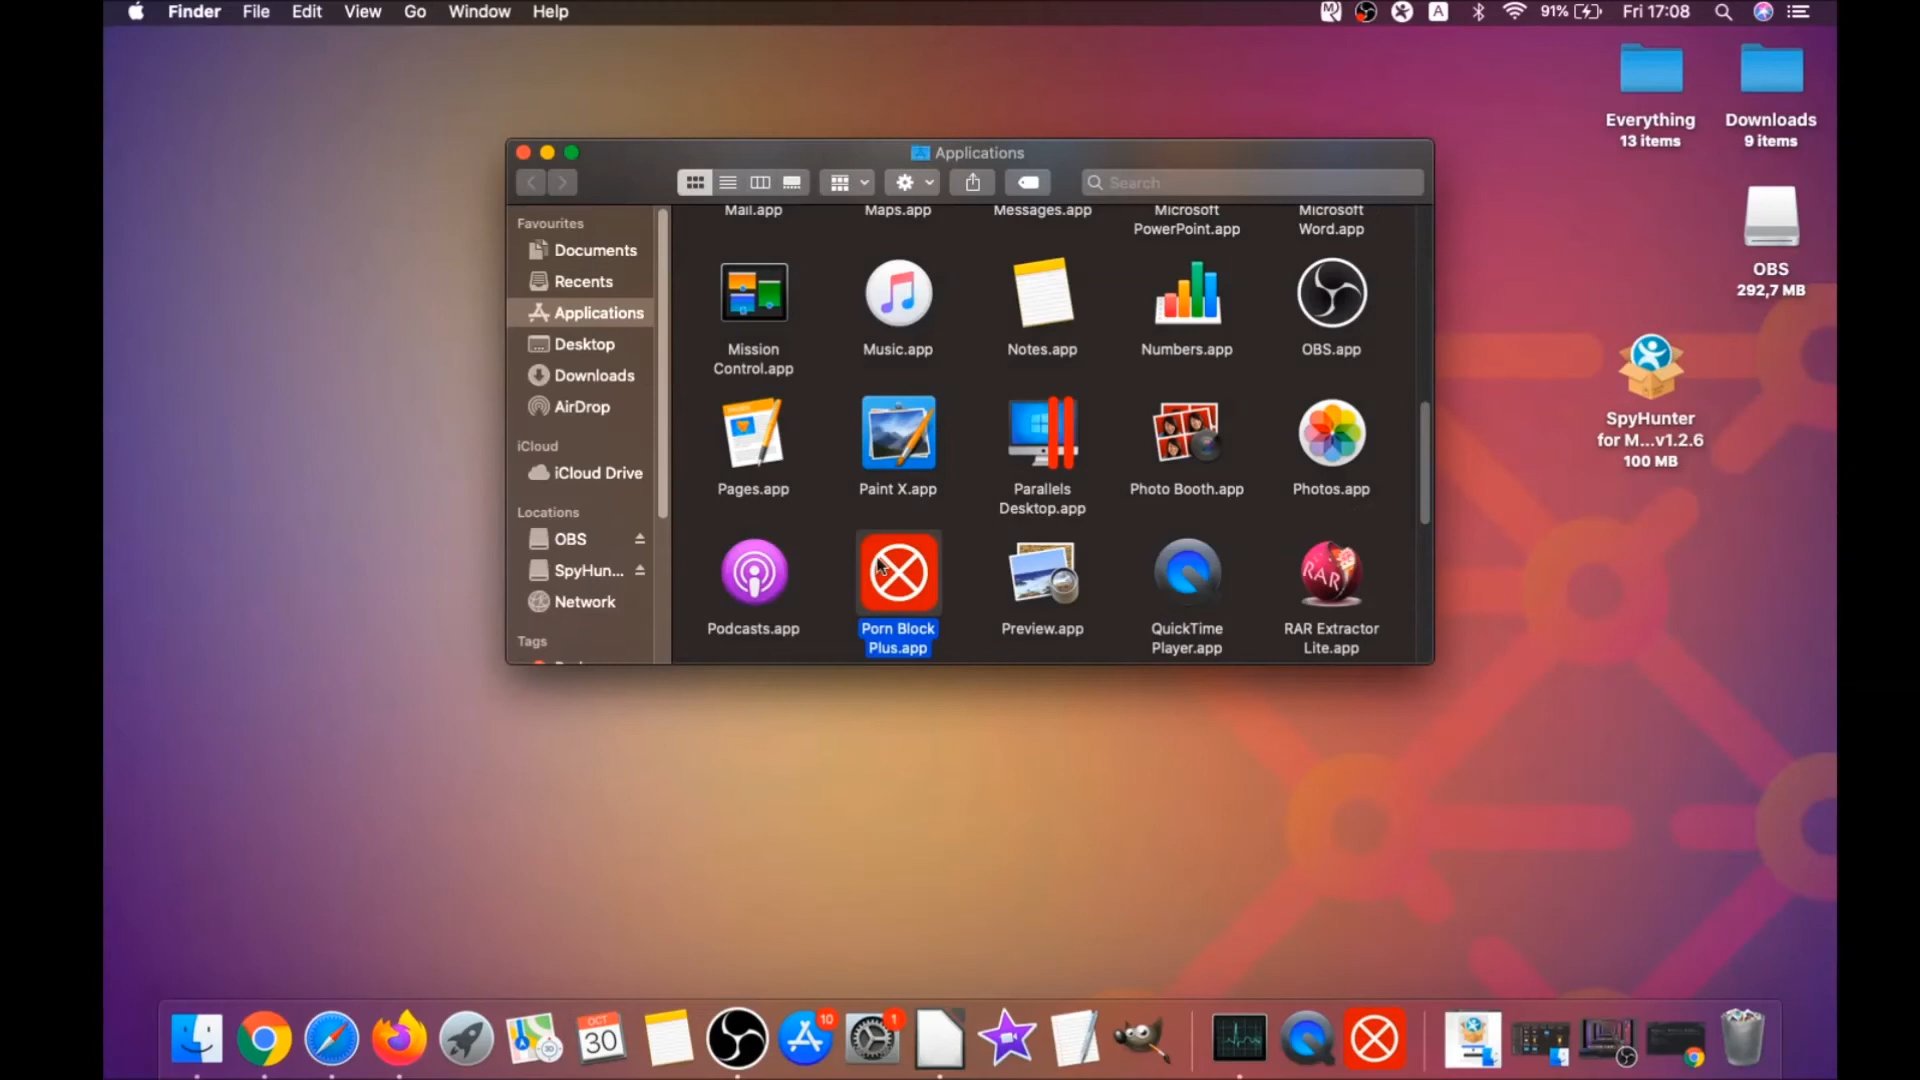 Finder File Edit View Go Window Help
A 91% Fri 17:08
Everything
13 items
Downloads
9 items
OBS
292,7 MB
SpyHunter
for M...v1.2.6
100 MB
Applications
Search
Favourites
Documents
Recents
Applications
Desktop
Downloads
AirDrop
iCloud
iCloud Drive
Locations
OBS
SpyHun...
Network
Tags
Mail.app
Maps.app
Messages.app
Microsoft
PowerPoint.app
Microsoft
Word.app
Mission
Control.app
Music.app
Notes.app
Numbers.app
OBS.app
Pages.app
Paint X.app
Parallels
Desktop.app
Photo Booth.app
Photos.app
Podcasts.app
Porn Block
Plus.app
Preview.app
QuickTime
Player.app
RAR
RAR Extractor
Lite.app
OCT
30
10
1